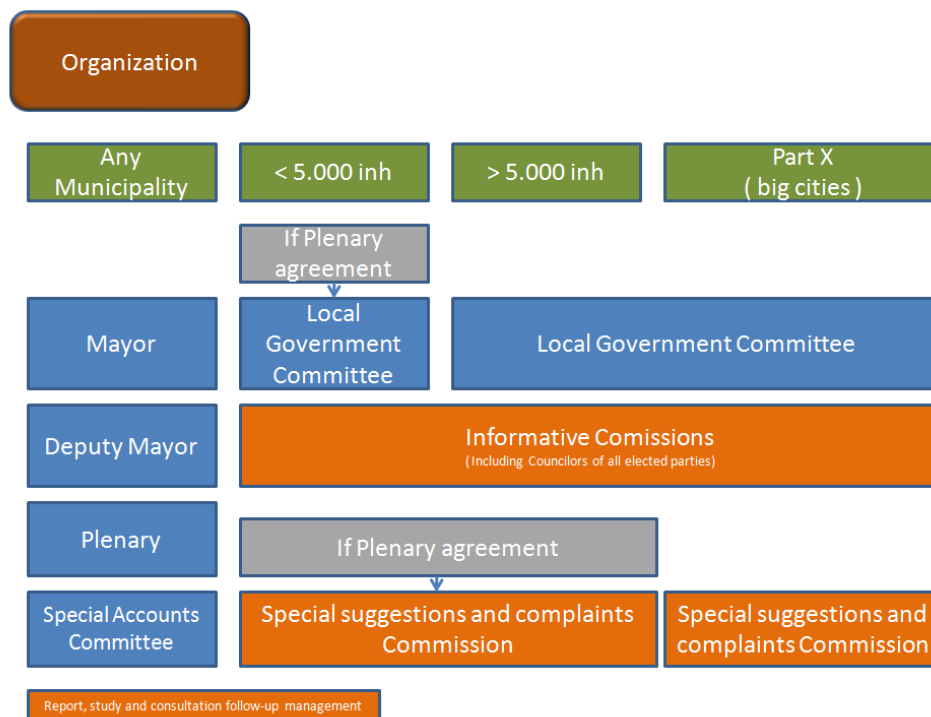 Organization
Any
Municipality
< 5.000 inh
> 5.000 inh
Part X
( big cities )
If Plenary
agreement
Mayor
Local
Government
Committee
Local Government Committee
Deputy Mayor
Informative Comissions
(Including Councilors of all elected parties)
Plenary
If Plenary agreement
Special Accounts
Committee
Special suggestions and complaints
Commission
Special suggestions and
complaints Commission
Report, study and consultation follow-up management